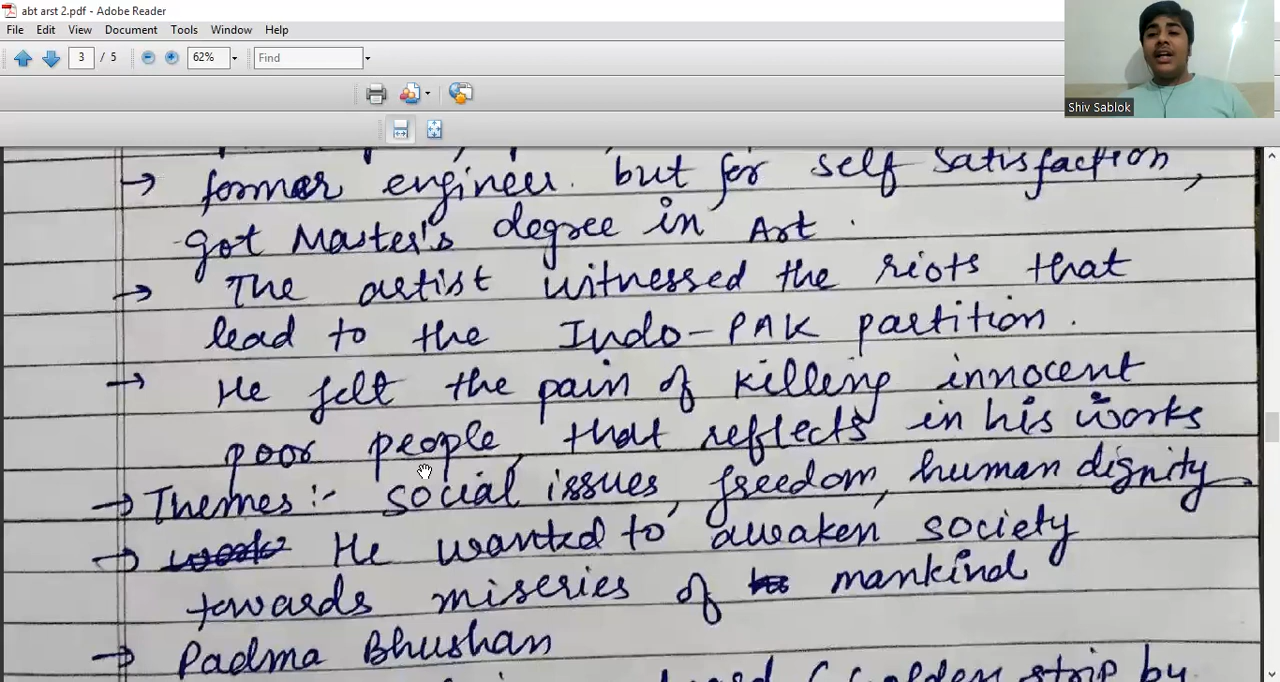 abt arst 2.pdf - Adobe Reader
File Edit View Document Tools Window Help
3 / 5 62% Find
Shiv Sablok
→ former engineer. but for self satisfaction,
got Master's degree in Art.
→ The artist witnessed the riots that
lead to the Indo-PAK partition.
→ He felt the pain of killing innocent
poor people, that reflects in his works
→ Themes :- social issues, freedom, human dignity
→ He wanted to awaken society
towards miseries of mankind
→ Padma Bhushan
(Golden strip by